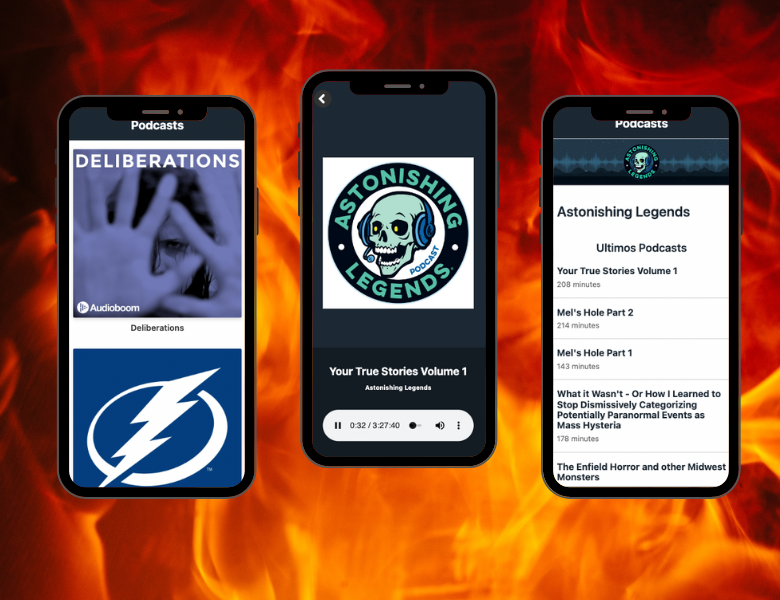 Podcasts
DELIBERATIONS
Audioboom
Deliberations
TM
ASTONISHING
LEGENDS
PODCAST
Your True Stories Volume 1
Astonishing Legends
0:32 / 3:27:40
Podcasts
ASTONISHING
LEGENDS
Astonishing Legends
Ultimos Podcasts
Your True Stories Volume 1
208 minutes
Mel's Hole Part 2
214 minutes
Mel's Hole Part 1
143 minutes
What it Wasn't - Or How I Learned to
Stop Dismissively Categorizing
Potentially Paranormal Events as
Mass Hysteria
178 minutes
The Enfield Horror and other Midwest
Monsters